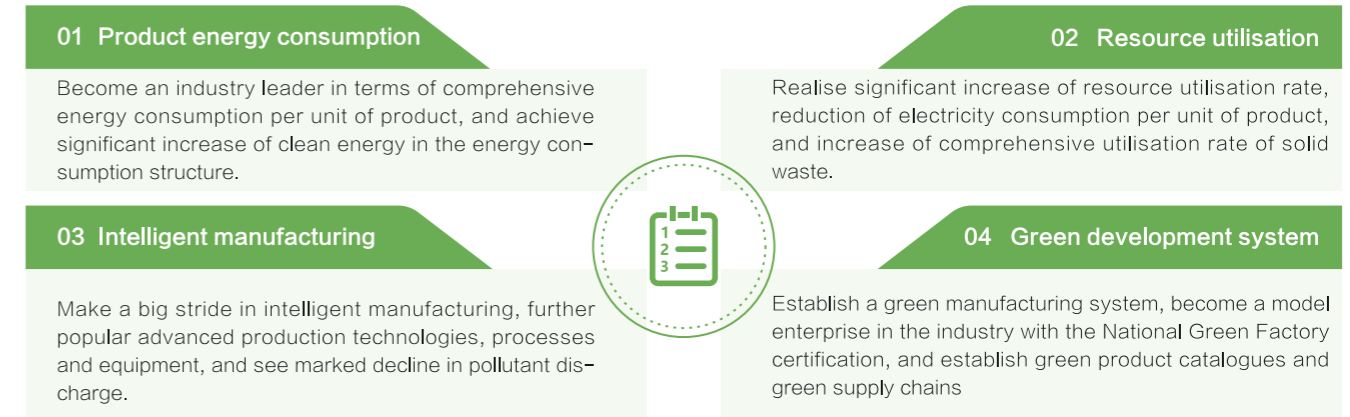 01 Product energy consumption
Become an industry leader in terms of comprehensive
energy consumption per unit of product, and achieve
significant increase of clean energy in the energy con-
sumption structure.
02 Resource utilisation
Realise significant increase of resource utilisation rate,
reduction of electricity consumption per unit of product,
and increase of comprehensive utilisation rate of solid
waste.
1
2
3
03 Intelligent manufacturing
Make a big stride in intelligent manufacturing, further
popular advanced production technologies, processes
and equipment, and see marked decline in pollutant dis-
charge.
04 Green development system
Establish a green manufacturing system, become a model
enterprise in the industry with the National Green Factory
certification, and establish green product catalogues and
green supply chains